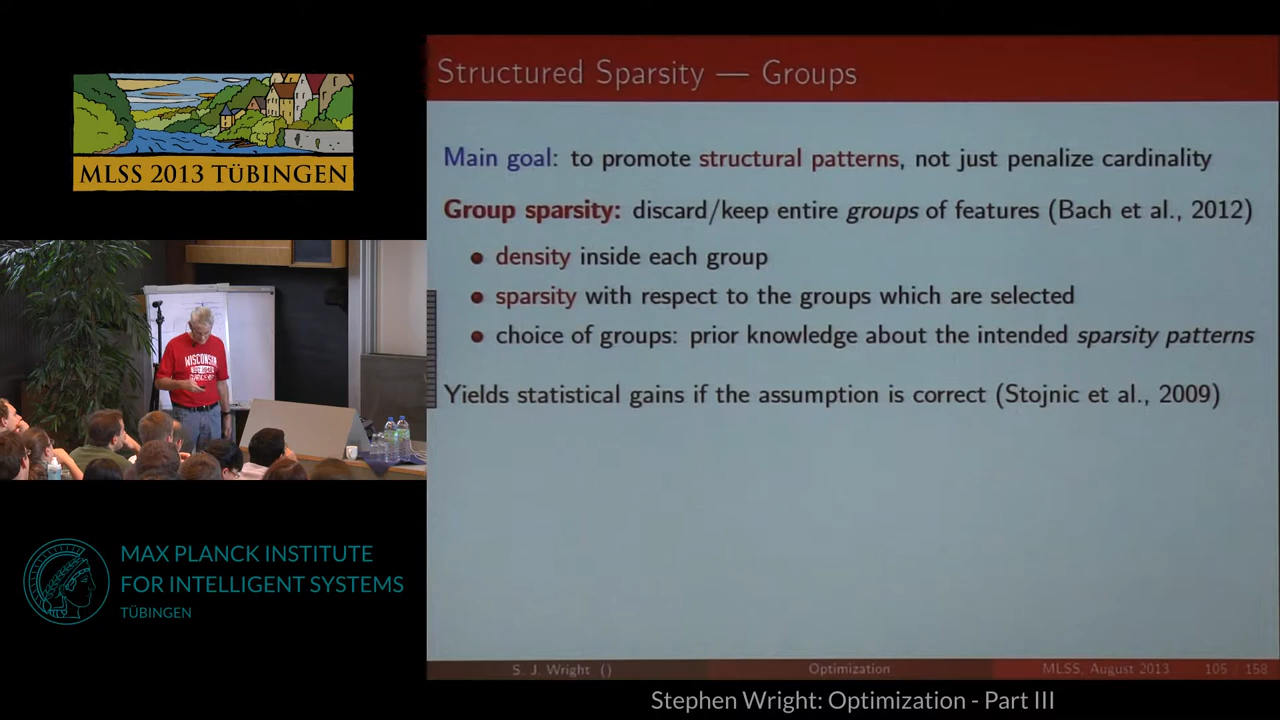 MLSS 2013 TÜBINGEN
WISCONSIN
MAX PLANCK INSTITUTE
FOR INTELLIGENT SYSTEMS
TÜBINGEN
Structured Sparsity — Groups
Main goal: to promote structural patterns, not just penalize cardinality
Group sparsity: discard/keep entire groups of features (Bach et al., 2012)
• density inside each group
• sparsity with respect to the groups which are selected
• choice of groups: prior knowledge about the intended sparsity patterns
Yields statistical gains if the assumption is correct (Stojnic et al., 2009)
S. J. Wright () Optimization MLSS, August 2013 105 / 158
Stephen Wright: Optimization - Part III